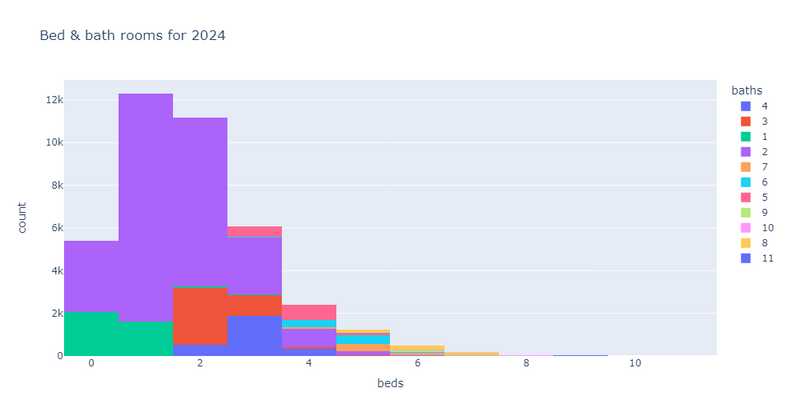 Bed & bath rooms for 2024
baths
4
3
1
2
7
6
5
9
10
8
11
12k
10k
8k
6k
4k
2k
0
count
0 2 4 6 8 10
beds